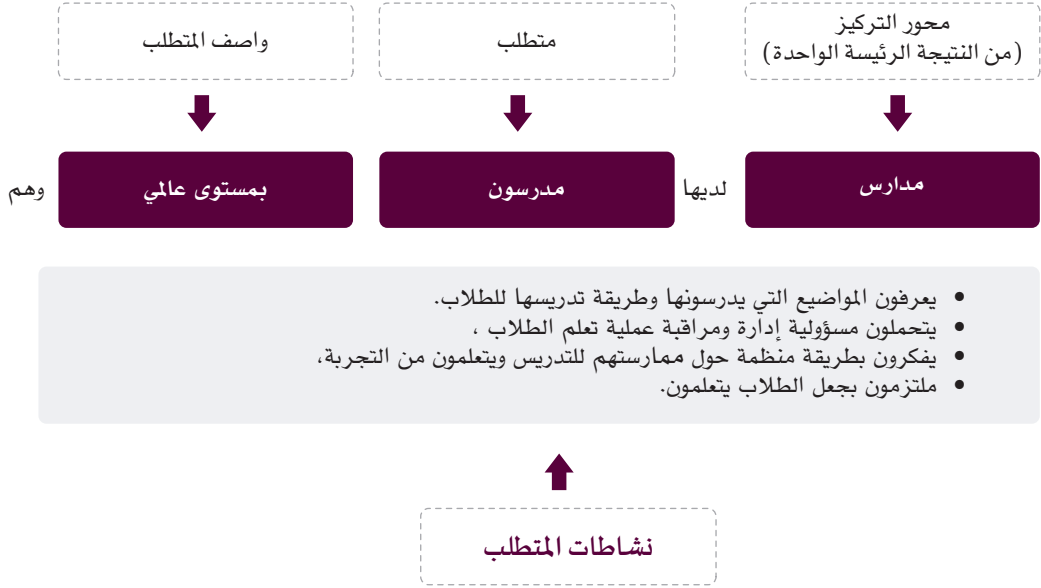 محور التركيز
(من النتيجة الرئيسة الواحدة)
متطلب
واصف المتطلب
مدارس
لديها
مدرسون
بمستوى عالمي
وهم
• يعرفون المواضيع التي يدرسونها وطريقة تدريسها للطلاب.
• يتحملون مسؤولية إدارة ومراقبة عملية تعلم الطلاب ،
• يفكرون بطريقة منظمة حول ممارستهم للتدريس ويتعلمون من التجربة،
• ملتزمون بجعل الطلاب يتعلمون.
نشاطات المتطلب